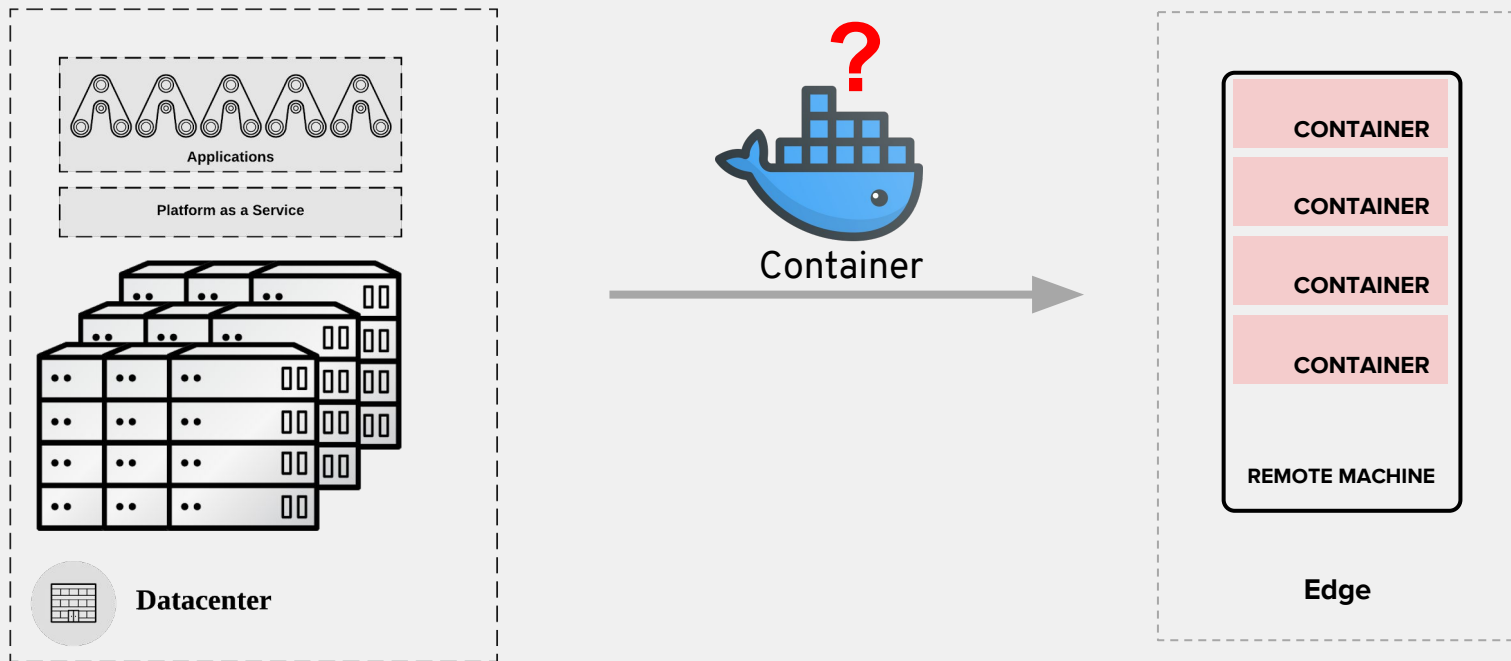 Applications
Platform as a Service
Datacenter
?
Container
CONTAINER
CONTAINER
CONTAINER
CONTAINER
REMOTE MACHINE
Edge